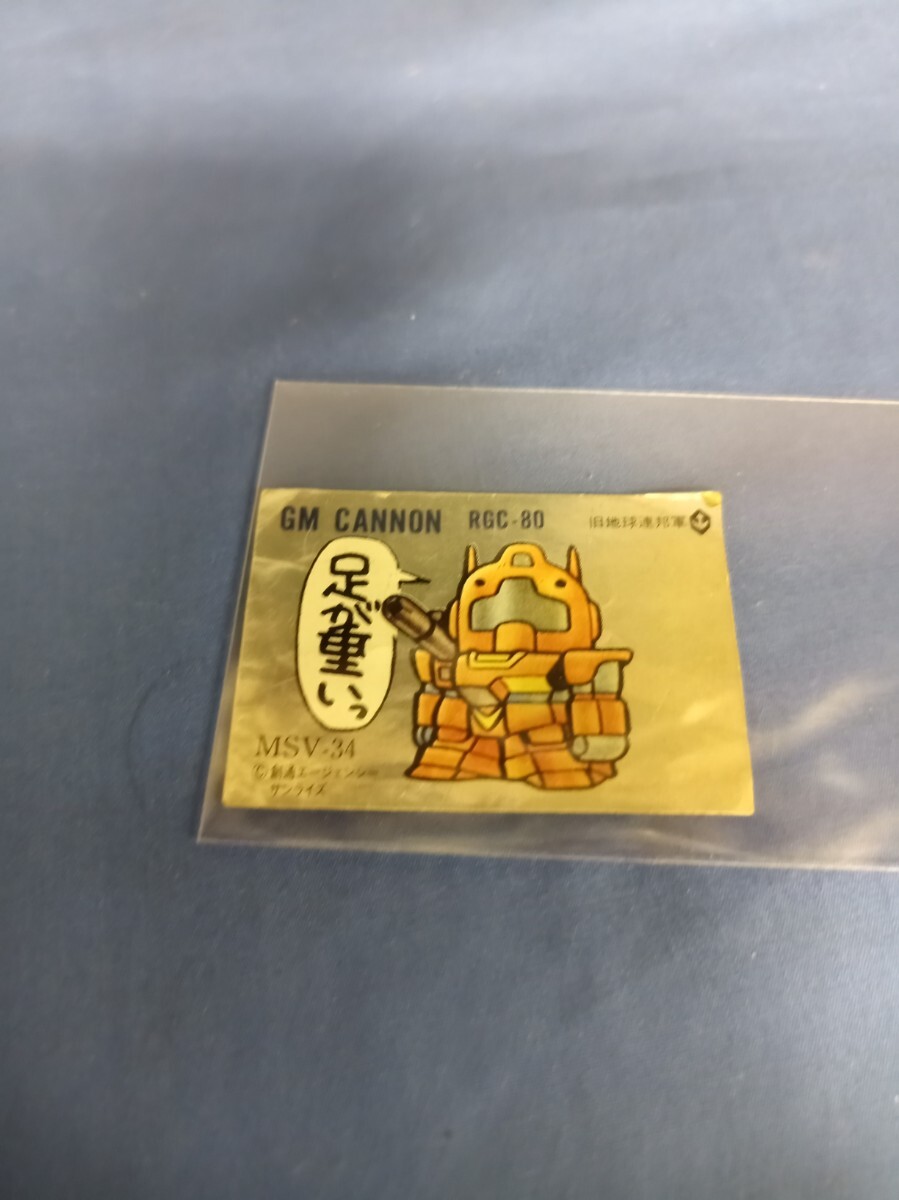 GM CANNON RGC-80 旧地球連邦軍
足が重いっ
MSV-34
©創通エージェンシー
サンライズ